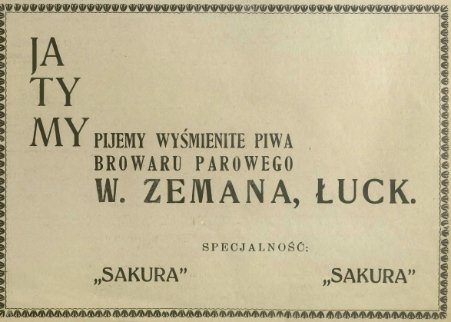 JA
TY
MY PIJEMY WYŚMIENITE PIWA
BROWARU PAROWEGO
W. ZEMANA, ŁUCK.
SPECJALNOŚĆ:
„SAKURA” „SAKURA”